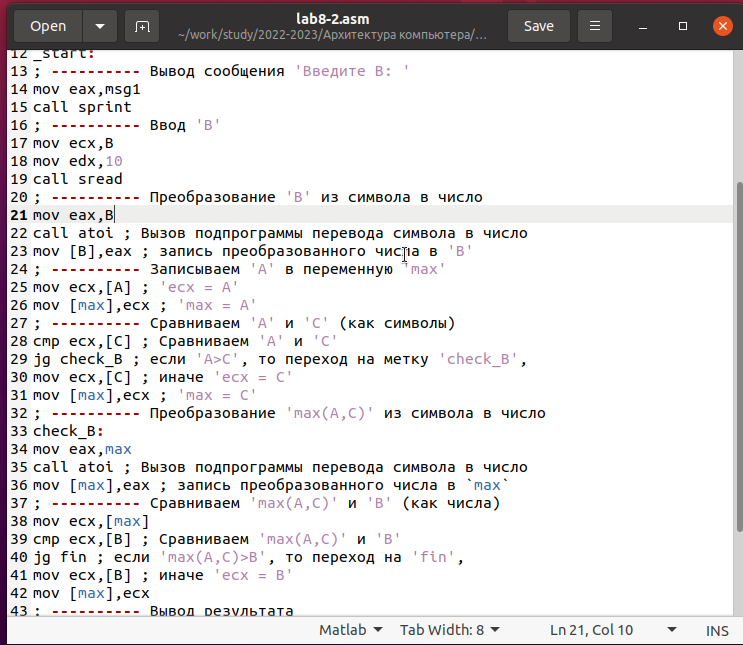 Open
lab8-2.asm
~/work/study/2022-2023/Архитектура компьютера/…
Save
12 _start:
13 ; ---------- Вывод сообщения 'Введите B: '
14 mov eax,msg1
15 call sprint
16 ; ---------- Ввод 'B'
17 mov ecx,B
18 mov edx,10
19 call sread
20 ; ---------- Преобразование 'B' из символа в число
21 mov eax,B
22 call atoi ; Вызов подпрограммы перевода символа в число
23 mov [B],eax ; запись преобразованного числа в 'B'
24 ; ---------- Записываем 'A' в переменную 'max'
25 mov ecx,[A] ; 'ecx = A'
26 mov [max],ecx ; 'max = A'
27 ; ---------- Сравниваем 'A' и 'С' (как символы)
28 cmp ecx,[C] ; Сравниваем 'A' и 'С'
29 jg check_B ; если 'A>C', то переход на метку 'check_B',
30 mov ecx,[C] ; иначе 'ecx = C'
31 mov [max],ecx ; 'max = C'
32 ; ---------- Преобразование 'max(A,C)' из символа в число
33 check_B:
34 mov eax,max
35 call atoi ; Вызов подпрограммы перевода символа в число
36 mov [max],eax ; запись преобразованного числа в `max`
37 ; ---------- Сравниваем 'max(A,C)' и 'B' (как числа)
38 mov ecx,[max]
39 cmp ecx,[B] ; Сравниваем 'max(A,C)' и 'B'
40 jg fin ; если 'max(A,C)>B', то переход на 'fin',
41 mov ecx,[B] ; иначе 'ecx = B'
42 mov [max],ecx
43 ; ---------- Вывод результата
Matlab Tab Width: 8 Ln 21, Col 10 INS